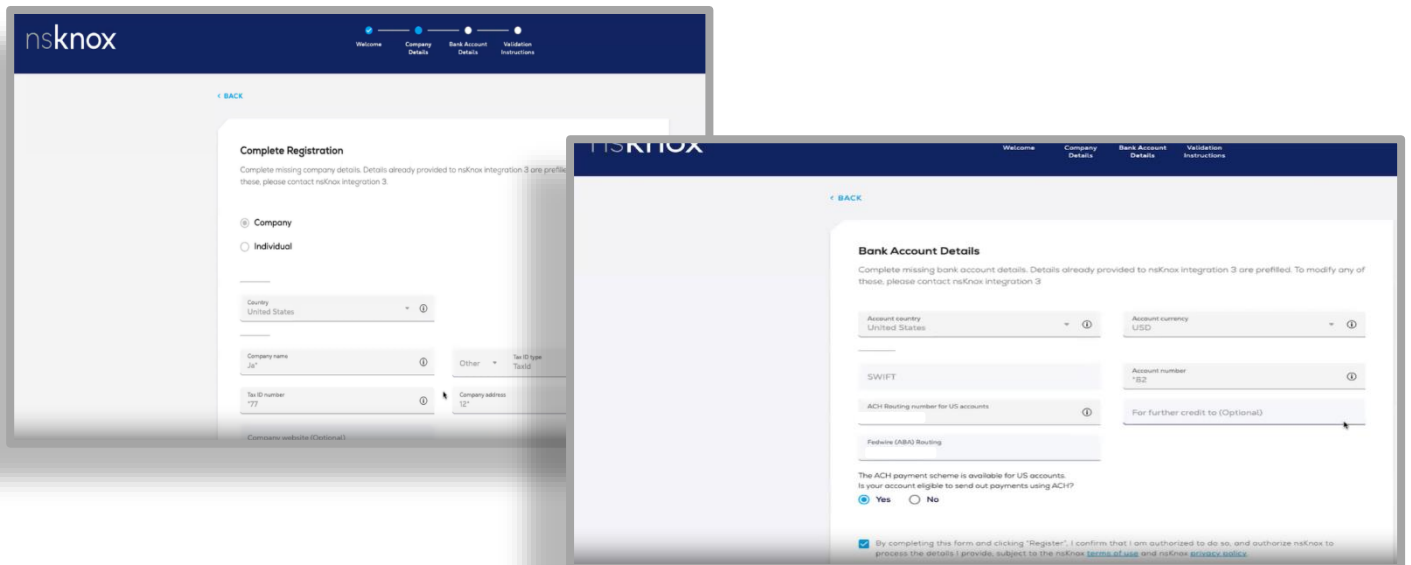 nsknox
Welcome
Company
Details
Bank Account
Details
Validation
Instructions
< BACK
Complete Registration
Complete missing company details. Details already provided to nsKnox integration 3 are prefille
these, please contact nsKnox integration 3.
Company
Individual
Country
United States
Company name
Ja*
Other
Tax ID type
TaxId
Tax ID number
*77
Company address
12*
Company website (Optional)
nsknox
Welcome
Company
Details
Bank Account
Details
Validation
Instructions
< BACK
Bank Account Details
Complete missing bank account details. Details already provided to nsKnox integration 3 are prefilled. To modify any of
these, please contact nsKnox integration 3
Account country
United States
Account currency
USD
SWIFT
Account number
*82
ACH Routing number for US accounts
For further credit to (Optional)
Fedwire (ABA) Routing
The ACH payment scheme is available for US accounts.
Is your account eligible to send out payments using ACH?
Yes No
By completing this form and clicking "Register", I confirm that I am authorized to do so, and authorize nsKnox to
process the details I provide, subject to the nsKnox terms of use and nsKnox privacy policy.